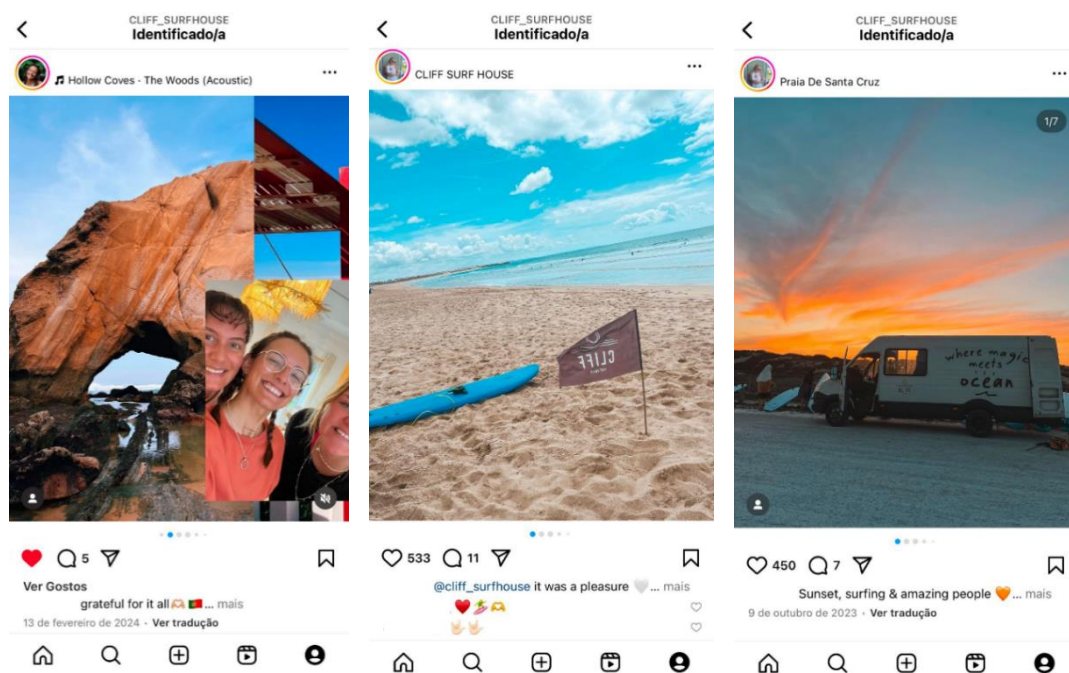 CLIFF_SURFHOUSE
Identificado/a
Hollow Coves - The Woods (Acoustic)
5
Ver Gostos
grateful for it all ... mais
13 de fevereiro de 2024 · Ver tradução
CLIFF_SURFHOUSE
Identificado/a
CLIFF SURF HOUSE
CLIFF
533 11
@cliff_surfhouse it was a pleasure ... mais
CLIFF_SURFHOUSE
Identificado/a
Praia De Santa Cruz
1/7
where magic
meets
the
ocean
450 7
Sunset, surfing & amazing people ... mais
9 de outubro de 2023 · Ver tradução